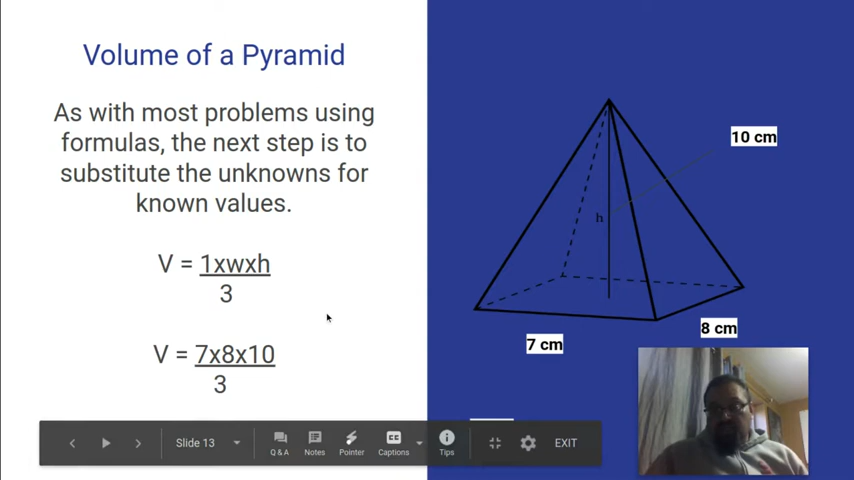 Volume of a Pyramid
As with most problems using
formulas, the next step is to
substitute the unknowns for
known values.
V = 1xwxh
3
V = 7x8x10
3
10 cm
h
8 cm
7 cm
Slide 13
Q & A
Notes
Pointer
Captions
Tips
EXIT